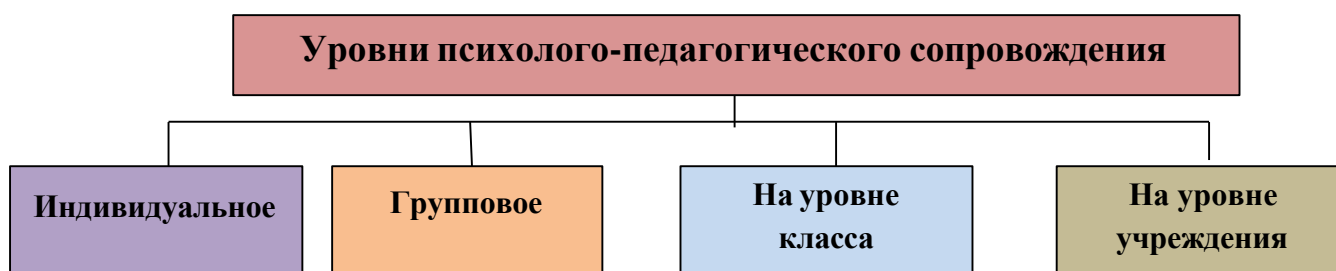 Уровни психолого-педагогического сопровождения
Индивидуальное
Групповое
На уровне
класса
На уровне
учреждения